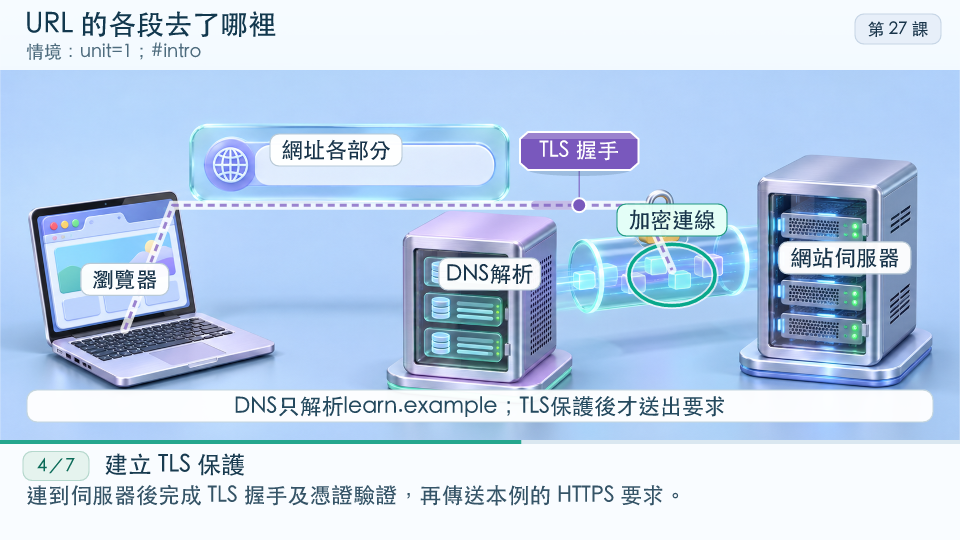 URL 的各段去了哪裡
情境：unit=1；#intro
第 27 課
網址各部分
TLS 握手
加密連線
網站伺服器
DNS解析
瀏覽器
DNS只解析learn.example；TLS保護後才送出要求
4／7 建立 TLS 保護
連到伺服器後完成 TLS 握手及憑證驗證，再傳送本例的 HTTPS 要求。